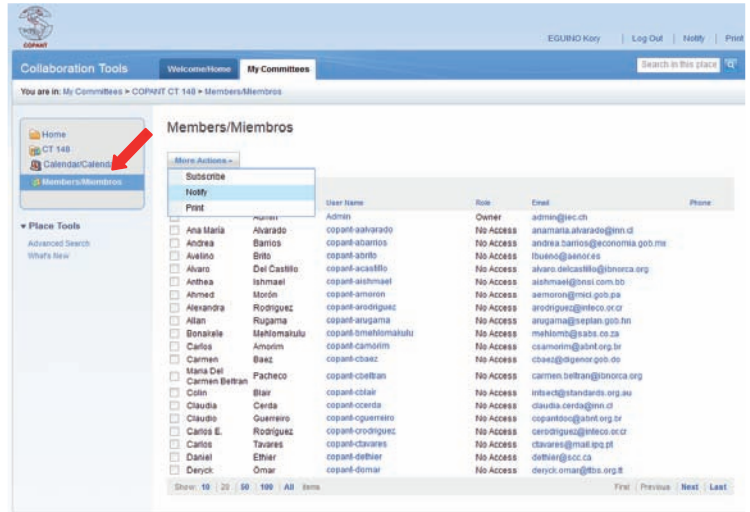 COPANT
EGUINO Kory | Log Out | Notify | Print
Collaboration Tools
Welcome/Home
My Committees
Search in this place
You are in: My Committees ▸ COPANT CT 148 ▸ Members/Miembros
Home
CT 148
Calendar/Calenda
Members/Miembros
Place Tools
Advanced Search
What's New
Members/Miembros
More Actions
Subscribe
Notify
Print
User Name Role Email Phone
Admin Admin Owner admin@iec.ch
Ana María Alvarado copant-aalvarado No Access anamaria.alvarado@inn.cl
Andrea Barrios copant-abarrios No Access andrea.barrios@economia.gob.mx
Avelino Brito copant-abrito No Access lbueno@aenor.es
Alvaro Del Castillo copant-acastillo No Access alvaro.delcastillo@ibnorca.org
Anthea Ishmael copant-aishmael No Access aishmael@bnsi.com.bb
Ahmed Morón copant-amoron No Access aemoron@mici.gob.pa
Alexandra Rodriguez copant-arodriguez No Access arodriguez@inteco.or.cr
Allan Rugama copant-arugama No Access arugama@seplan.gob.hn
Bonakele Mehlomakulu copant-bmehlomakulu No Access mehlomb@sabs.co.za
Carlos Amorim copant-camorim No Access csamorim@abnt.org.br
Carmen Baez copant-cbaez No Access cbaez@digenor.gob.do
Maria Del Carmen Beltran Pacheco copant-cbeltran No Access carmen.beltran@ibnorca.org
Colin Blair copant-cblair No Access intsect@standards.org.au
Claudia Cerda copant-ccerda No Access claudia.cerda@inn.cl
Claudio Guerreiro copant-cguerreiro No Access copantdoc@abnt.org.br
Carlos E. Rodríguez copant-crodriguez No Access cerodriguez@inteco.or.cr
Carlos Tavares copant-ctavares No Access ctavares@mail.ipq.pt
Daniel Ethier copant-dethier No Access dethier@scc.ca
Deryck Omar copant-domar No Access deryck.omar@ttbs.org.tt
Show: 10 | 20 | 50 | 100 | All items
First | Previous | Next | Last